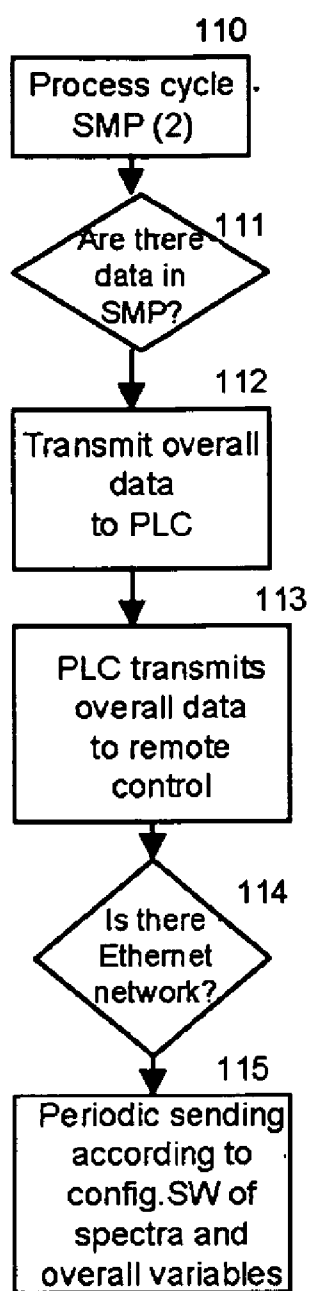 110
Process cycle
SMP (2)
111
Are there
data in
SMP?
112
Transmit overall
data
to PLC
113
PLC transmits
overall data
to remote
control
114
Is there
Ethernet
network?
115
Periodic sending
according to
config.SW of
spectra and
overall variables